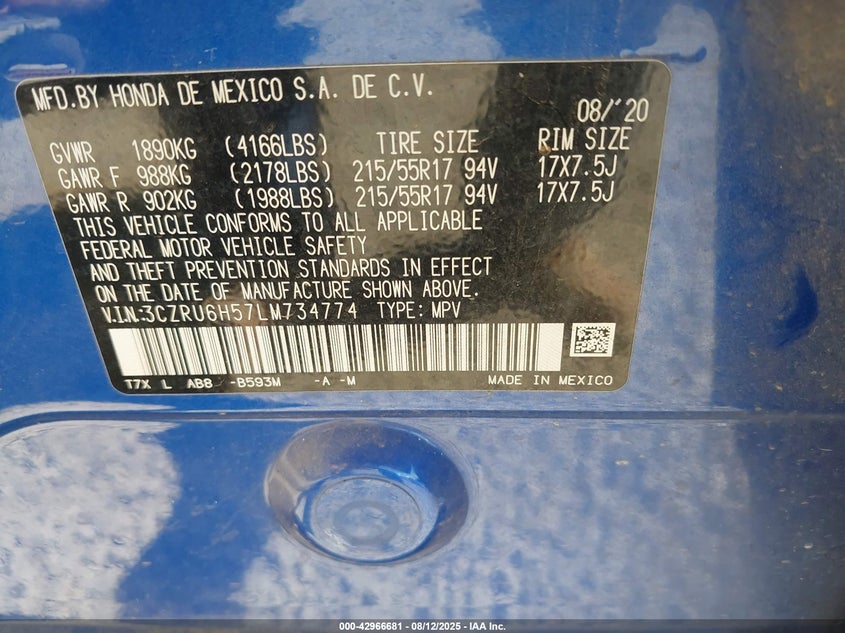 MFD.BY HONDA DE MEXICO S.A. DE C.V.
08/'20
GVWR 1890KG (4166LBS) TIRE SIZE RIM SIZE
GAWR F 988KG (2178LBS) 215/55R17 94V 17X7.5J
GAWR R 902KG (1988LBS) 215/55R17 94V 17X7.5J
THIS VEHICLE CONFORMS TO ALL APPLICABLE
FEDERAL MOTOR VEHICLE SAFETY
AND THEFT PREVENTION STANDARDS IN EFFECT
ON THE DATE OF MANUFACTURE SHOWN ABOVE.
V.IN:3CZRU6H57LM734774 TYPE: MPV
T7X L AB8 -B593M -A -M MADE IN MEXICO
000-42966681 - 08/12/2025 - IAA Inc.